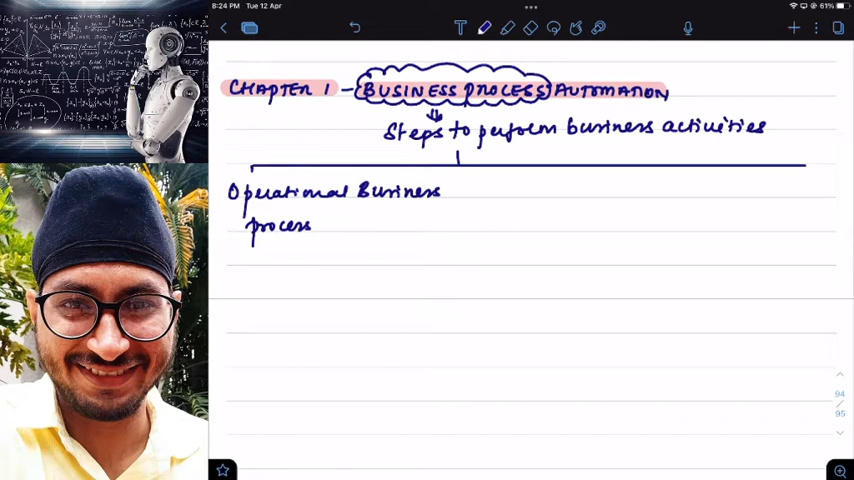 8:24 PM Tue 12 Apr
61%
T
CHAPTER 1 - BUSINESS PROCESS AUTOMATION
Steps to perform business activities
Operational Business
process
94
/
95